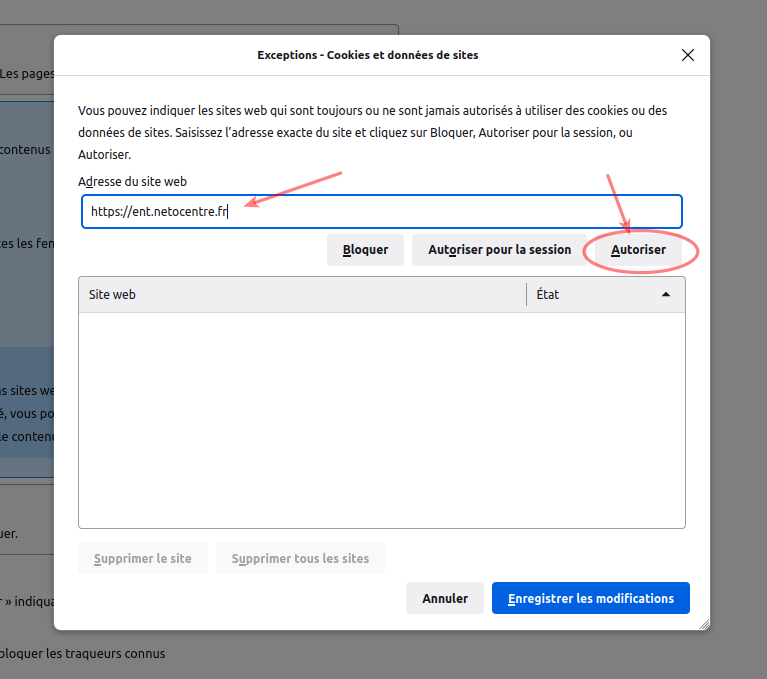 Exceptions - Cookies et données de sites
Les pages
Vous pouvez indiquer les sites web qui sont toujours ou ne sont jamais autorisés à utiliser des cookies ou des
données de sites. Saisissez l’adresse exacte du site et cliquez sur Bloquer, Autoriser pour la session, ou
Autoriser.
contenus
Adresse du site web
https://ent.netocentre.fr
Bloquer
Autoriser pour la session
Autoriser
les fen
Site web
État
sites we
vous po
le contenu
Supprimer le site
Supprimer tous les sites
Annuler
Enregistrer les modifications
» indiqua
bloquer les traqueurs connus